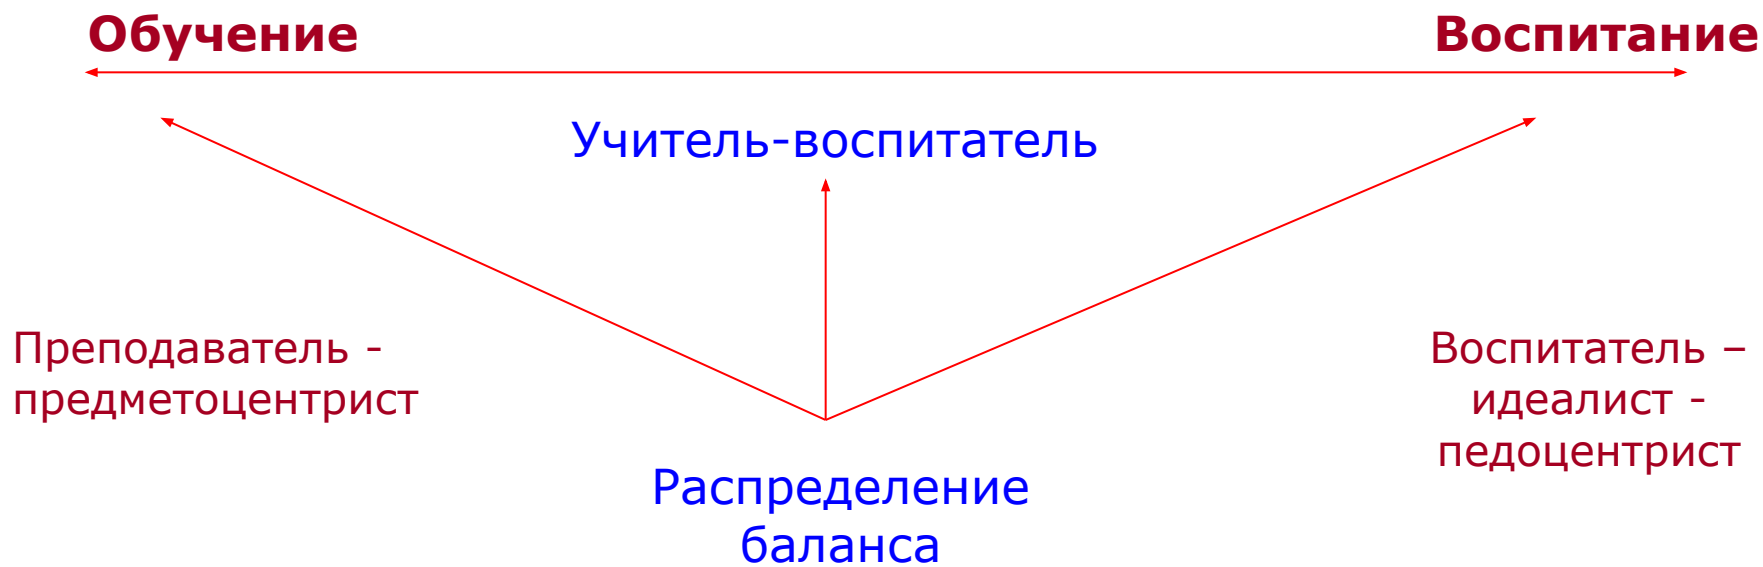 Обучение
Воспитание
Учитель-воспитатель
Преподаватель -
предметоцентрист
Воспитатель –
идеалист -
педоцентрист
Распределение
баланса